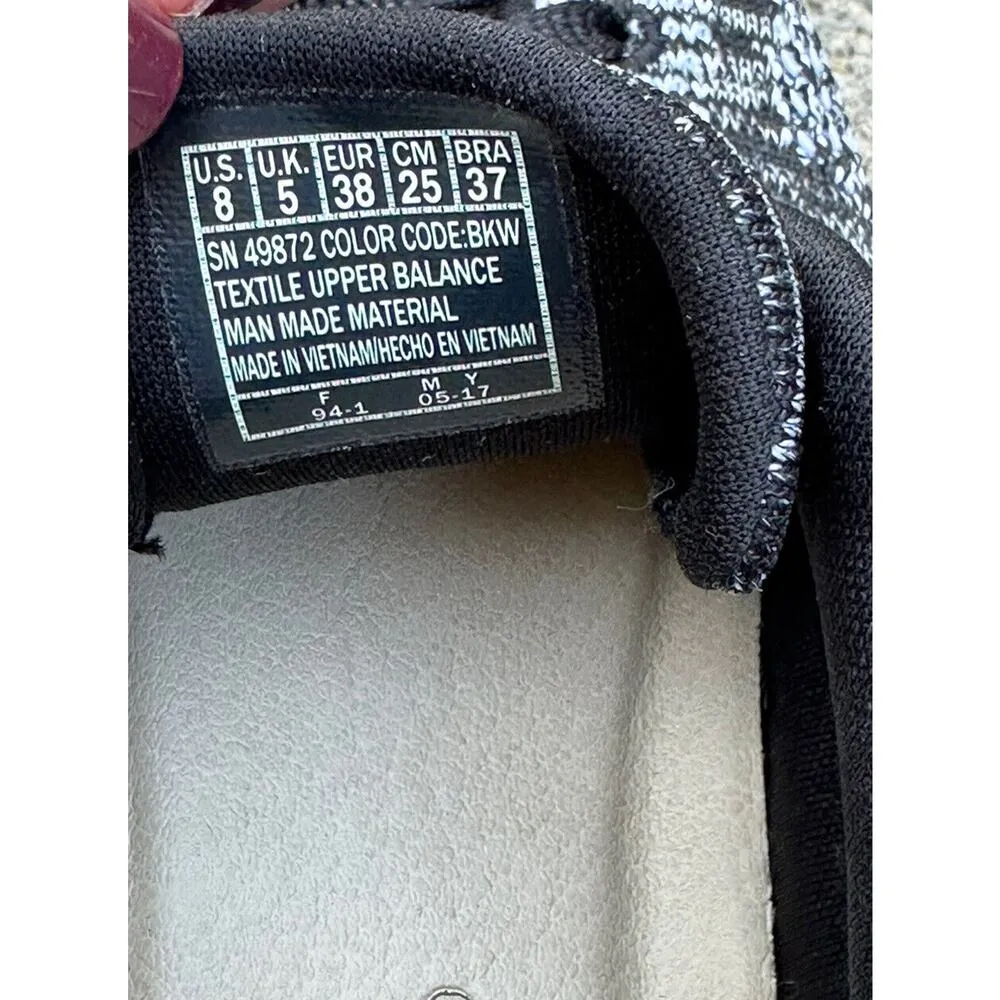 U.S. U.K. EUR CM BRA
8 5 38 25 37
SN 49872 COLOR CODE:BKW
TEXTILE UPPER BALANCE
MAN MADE MATERIAL
MADE IN VIETNAM/HECHO EN VIETNAM
F M Y
94-1 05-17